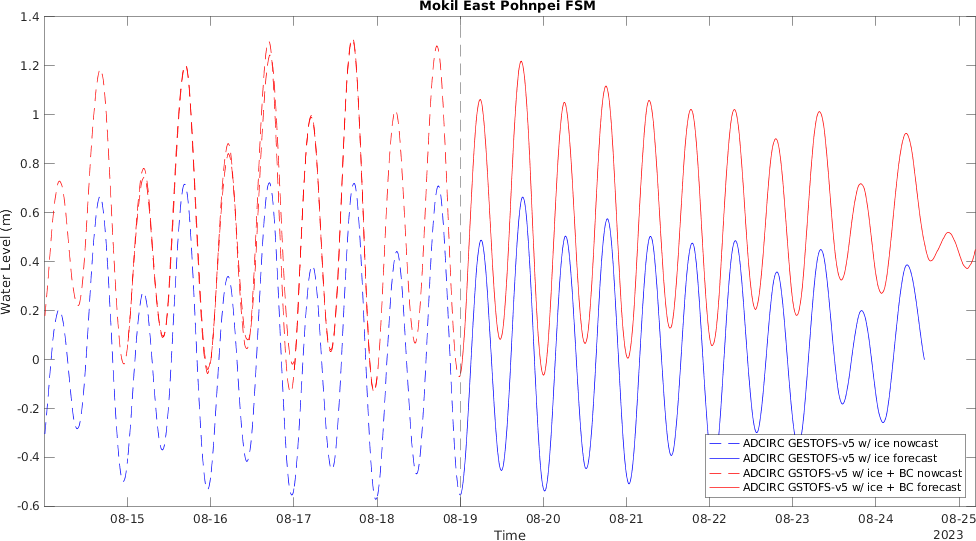 Mokil East Pohnpei FSM
1.4
1.2
1
0.8
0.6
0.4
0.2
0
-0.2
-0.4
-0.6
Water Level (m)
ADCIRC GESTOFS-v5 w/ ice nowcast
ADCIRC GESTOFS-v5 w/ ice forecast
ADCIRC GSTOFS-v5 w/ ice + BC nowcast
ADCIRC GSTOFS-v5 w/ ice + BC forecast
08-15 08-16 08-17 08-18 08-19 08-20 08-21 08-22 08-23 08-24 08-25
Time
2023